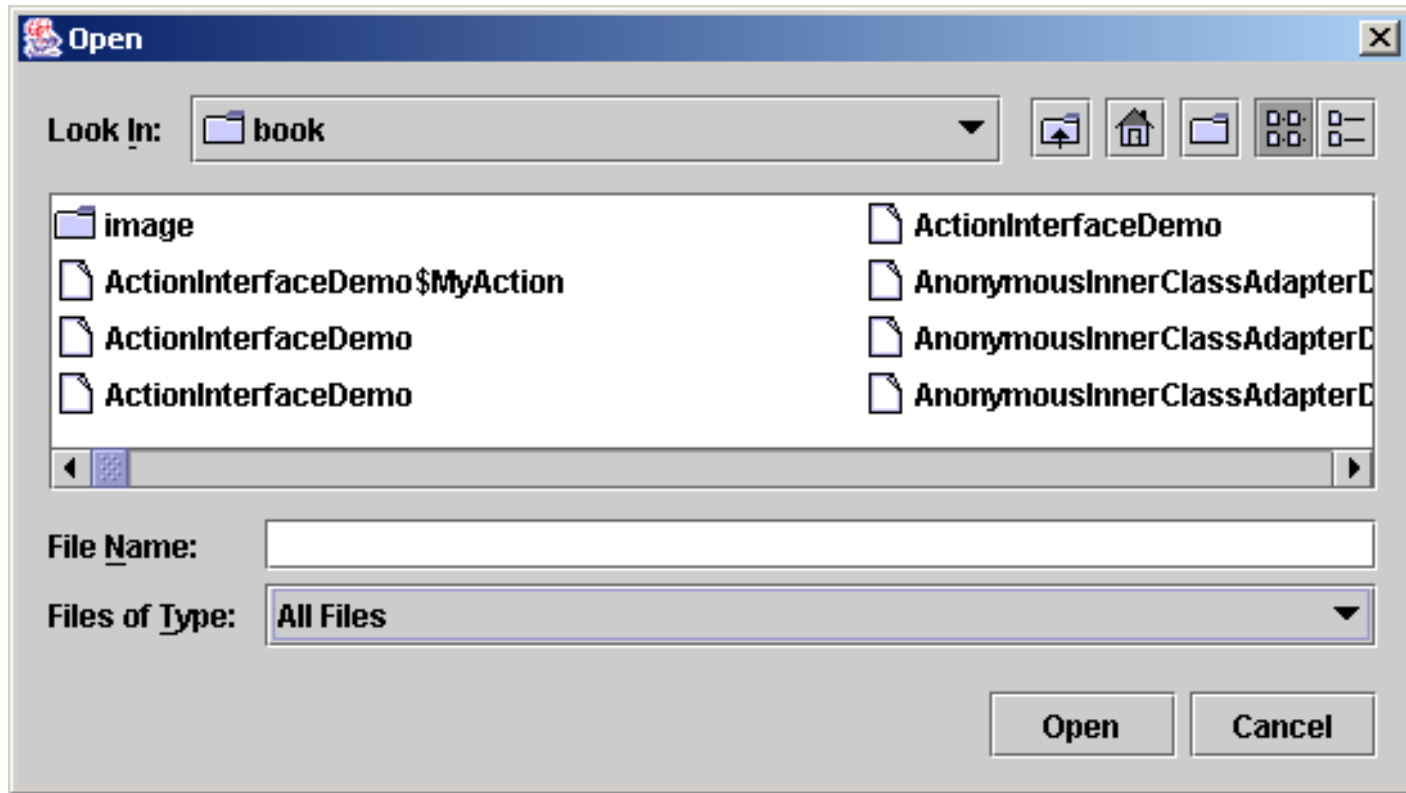 Open
Look In: book
image ActionInterfaceDemo
ActionInterfaceDemo$MyAction AnonymousInnerClassAdapterD
ActionInterfaceDemo AnonymousInnerClassAdapterD
ActionInterfaceDemo AnonymousInnerClassAdapterD
File Name:
Files of Type: All Files
Open Cancel